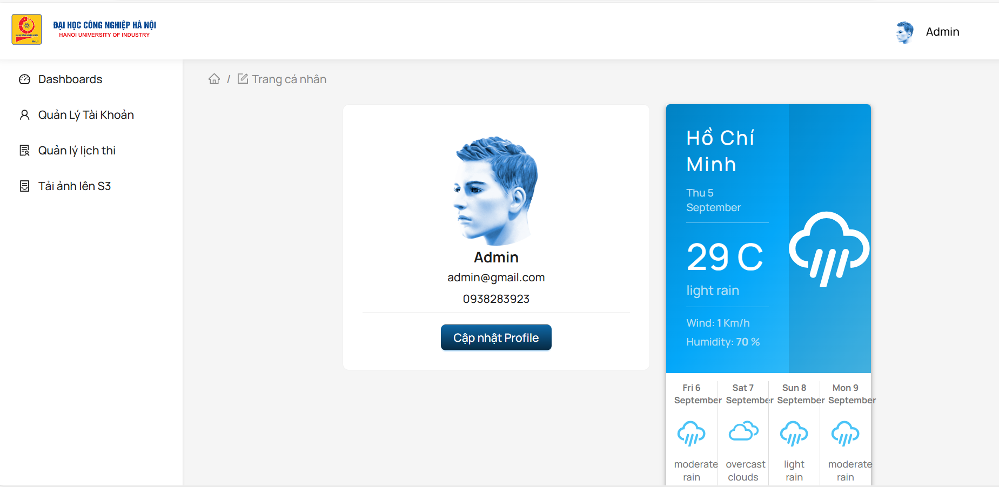 ĐẠI HỌC CÔNG NGHIỆP HÀ NỘI
HANOI UNIVERSITY OF INDUSTRY
Admin
Dashboards
Quản Lý Tài Khoản
Quản lý lịch thi
Tải ảnh lên S3
/ Trang cá nhân
Admin
admin@gmail.com
0938283923
Cập nhật Profile
Hồ Chí
Minh
Thu 5
September
29 C
light rain
Wind: 1 Km/h
Humidity: 70 %
Fri 6
September
moderate
rain
Sat 7
September
overcast
clouds
Sun 8
September
light
rain
Mon 9
September
moderate
rain